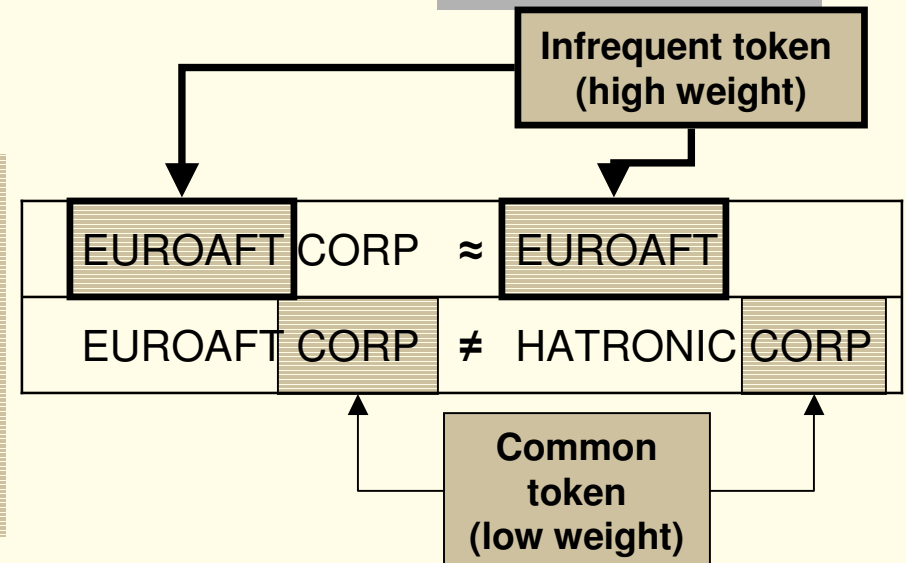 Infrequent token
(high weight)
EUROAFT CORP ≈ EUROAFT
EUROAFT CORP ≠ HATRONIC CORP
Common
token
(low weight)